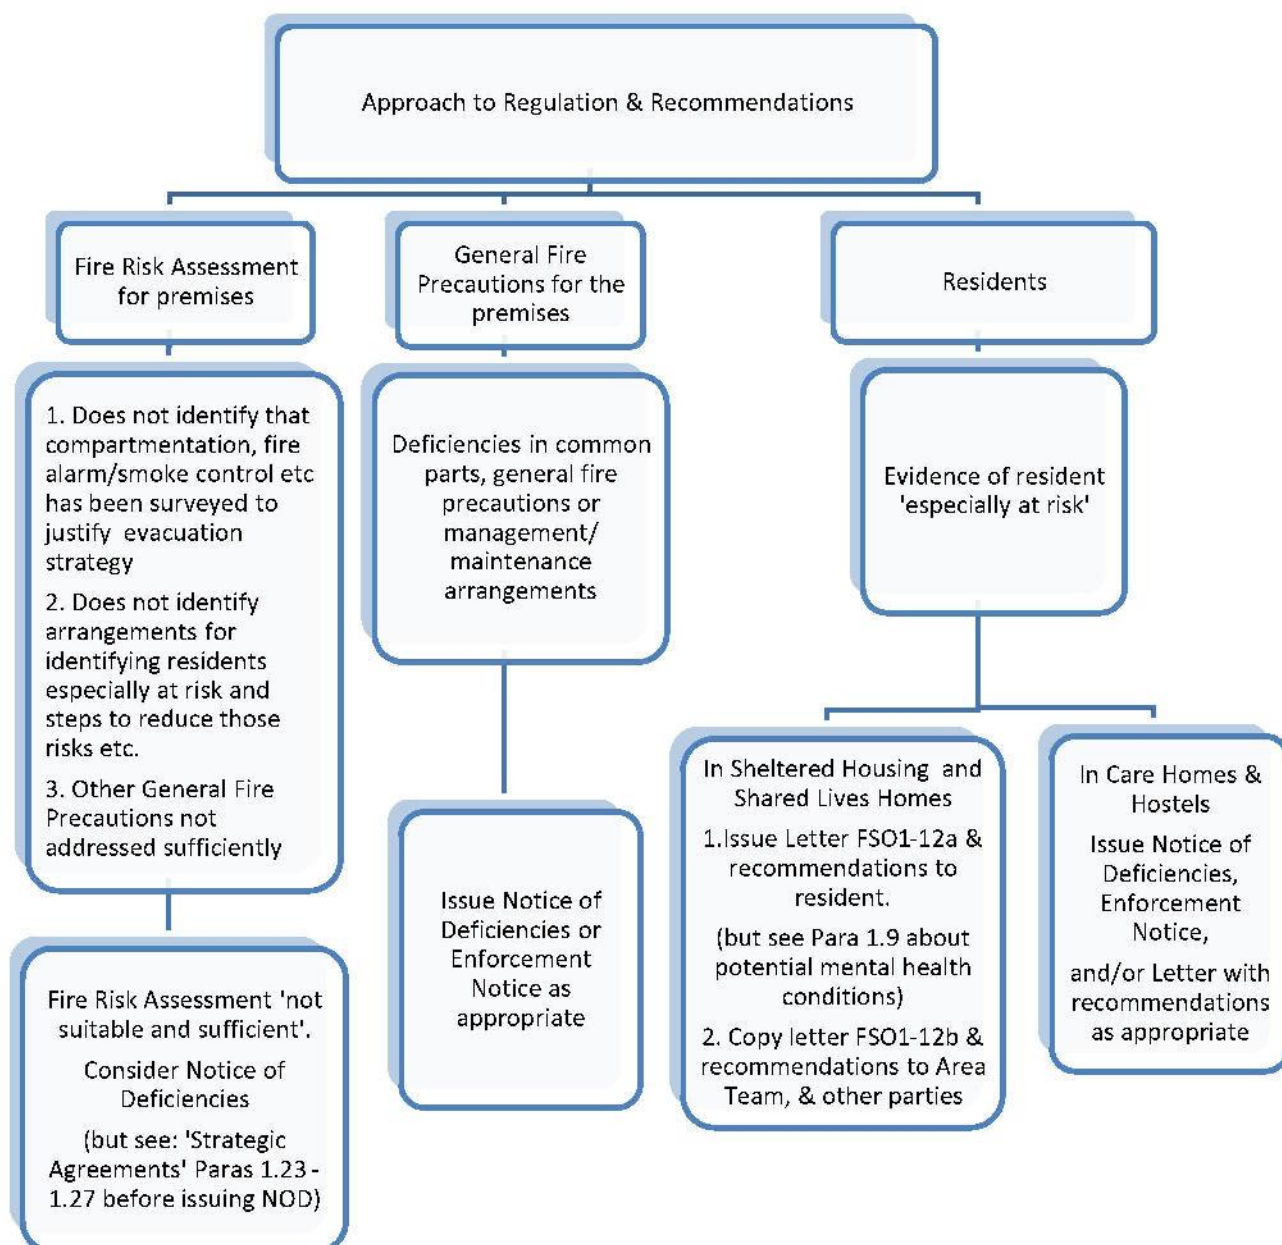 Approach to Regulation & Recommendations
Fire Risk Assessment
for premises
General Fire
Precautions for the
premises
Residents
1. Does not identify that
compartmentation, fire
alarm/smoke control etc
has been surveyed to
justify evacuation
strategy
2. Does not identify
arrangements for
identifying residents
especially at risk and
steps to reduce those
risks etc.
3. Other General Fire
Precautions not
addressed sufficiently
Deficiencies in common
parts, general fire
precautions or
management/
maintenance
arrangements
Evidence of resident
'especially at risk'
Fire Risk Assessment 'not
suitable and sufficient'.
Consider Notice of
Deficiencies
(but see: 'Strategic
Agreements' Paras 1.23 -
1.27 before issuing NOD)
Issue Notice of
Deficiencies or
Enforcement
Notice as
appropriate
In Sheltered Housing and
Shared Lives Homes
1.Issue Letter FSO1-12a &
recommendations to
resident.
(but see Para 1.9 about
potential mental health
conditions)
2. Copy letter FSO1-12b &
recommendations to Area
Team, & other parties
In Care Homes &
Hostels
Issue Notice of
Deficiencies,
Enforcement
Notice,
and/or Letter with
recommendations
as appropriate